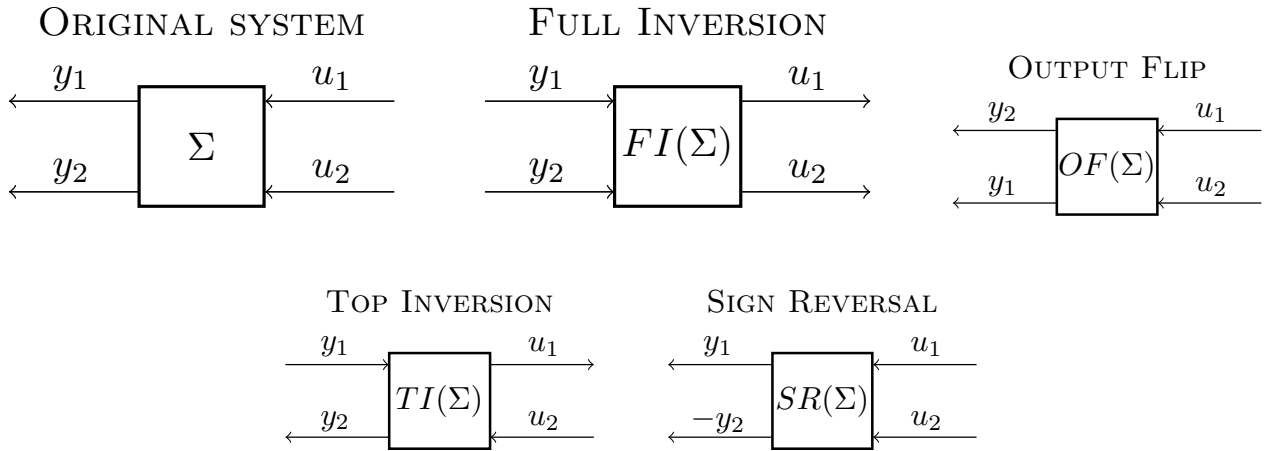 ORIGINAL SYSTEM
y₁ Σ u₁
y₂ u₂
FULL INVERSION
y₁ FI(Σ) u₁
y₂ u₂
OUTPUT FLIP
y₂ OF(Σ) u₁
y₁ u₂
TOP INVERSION
y₁ TI(Σ) u₁
y₂ u₂
SIGN REVERSAL
y₁ SR(Σ) u₁
−y₂ u₂